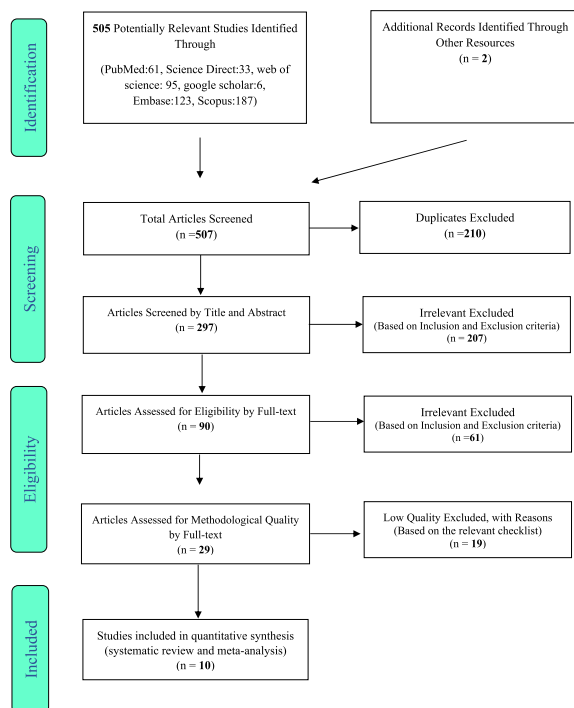 Identification
505 Potentially Relevant Studies Identified
Through
(PubMed:61, Science Direct:33, web of
science: 95, google scholar:6,
Embase:123, Scopus:187)
Additional Records Identified Through
Other Resources
(n = 2)
Screening
Total Articles Screened
(n =507)
Duplicates Excluded
(n =210)
Articles Screened by Title and Abstract
(n = 297)
Irrelevant Excluded
(Based on Inclusion and Exclusion criteria)
(n = 207)
Eligibility
Articles Assessed for Eligibility by Full-text
(n = 90)
Irrelevant Excluded
(Based on Inclusion and Exclusion criteria)
(n =61)
Articles Assessed for Methodological Quality
by Full-text
(n = 29)
Low Quality Excluded, with Reasons
(Based on the relevant checklist)
(n = 19)
Included
Studies included in quantitative synthesis
(systematic review and meta-analysis)
(n = 10)